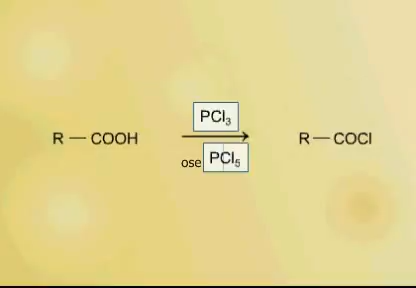 PCl₃
R — COOH → R — COCl
ose PCl₅